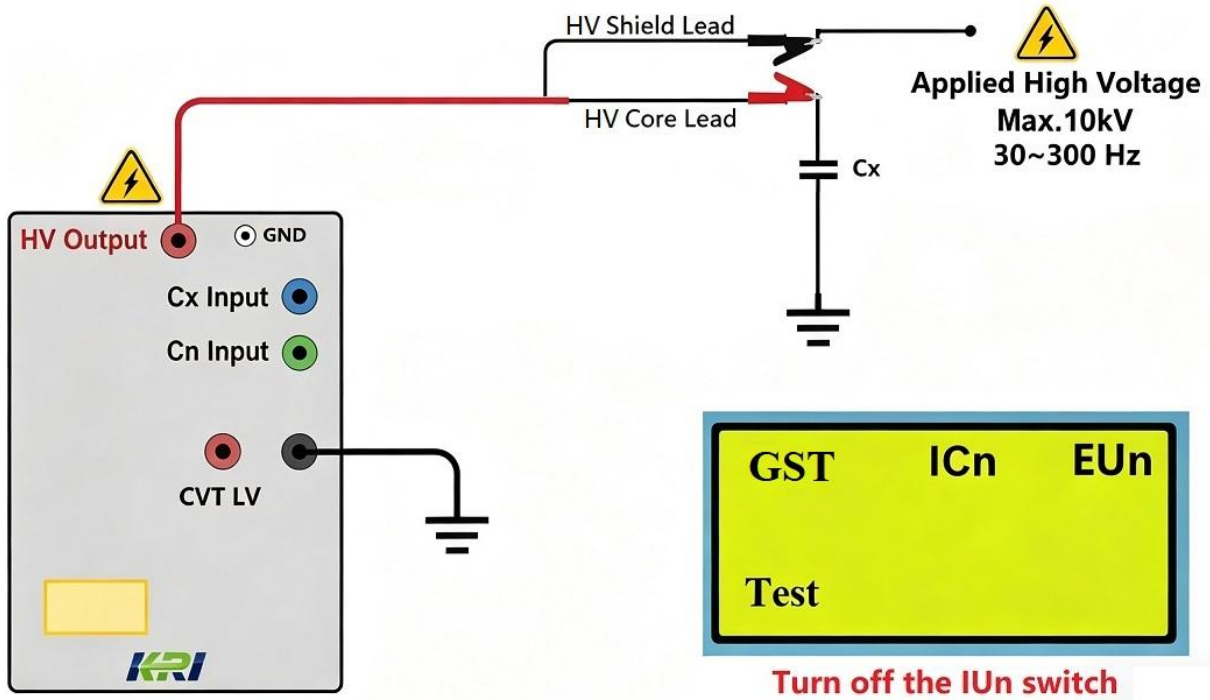 HV Shield Lead
HV Core Lead
Applied High Voltage
Max.10kV
30~300 Hz
Cx
HV Output
GND
Cx Input
Cn Input
CVT LV
KRI
GST ICn EUn
Test
Turn off the IUn switch